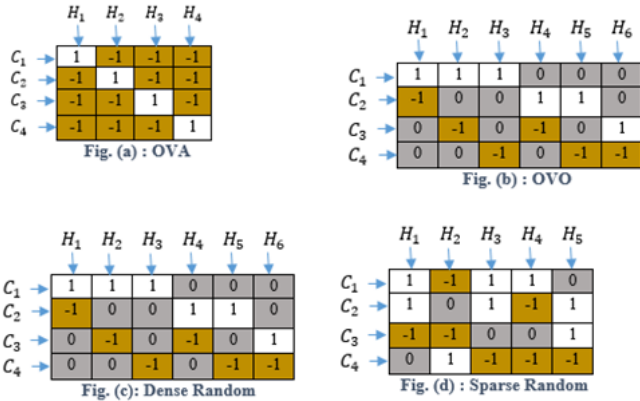 H₁ H₂ H₃ H₄
C₁ 1 -1 -1 -1
C₂ -1 1 -1 -1
C₃ -1 -1 1 -1
C₄ -1 -1 -1 1
Fig. (a) : OVA
H₁ H₂ H₃ H₄ H₅ H₆
C₁ 1 1 1 0 0 0
C₂ -1 0 0 1 1 0
C₃ 0 -1 0 -1 0 1
C₄ 0 0 -1 0 -1 -1
Fig. (b) : OVO
H₁ H₂ H₃ H₄ H₅ H₆
C₁ 1 1 1 0 0 0
C₂ -1 0 0 1 1 0
C₃ 0 -1 0 -1 0 1
C₄ 0 0 -1 0 -1 -1
Fig. (c): Dense Random
H₁ H₂ H₃ H₄ H₅
C₁ 1 -1 1 1 0
C₂ 1 0 1 -1 1
C₃ -1 -1 0 0 1
C₄ 0 1 -1 -1 -1
Fig. (d) : Sparse Random